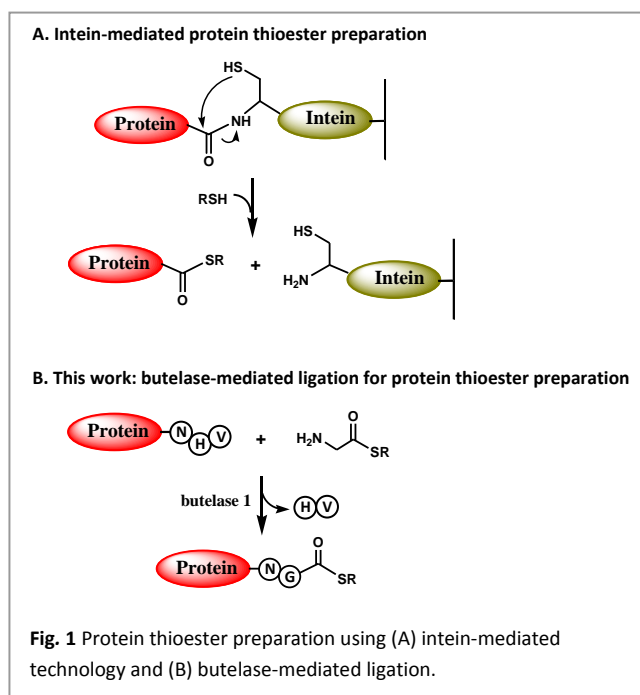 A. Intein-mediated protein thioester preparation
HS
Protein
NH
Intein
O
RSH
HS
Protein
SR
+
O
H₂N
Intein
B. This work: butelase-mediated ligation for protein thioester preparation
Protein
N
H
V
+
H₂N
O
SR
butelase 1
H
V
Protein
N
G
O
SR
Fig. 1 Protein thioester preparation using (A) intein-mediated
technology and (B) butelase-mediated ligation.